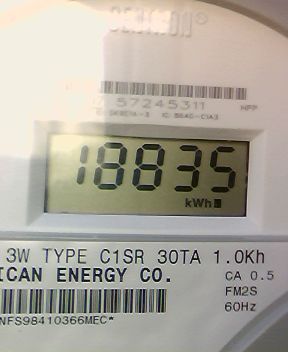 57245311
18835
kWh
3W TYPE C1SR 30TA 1.0Kh
ICAN ENERGY CO.
CA 0.5
FM2S
60Hz
NFS98410366MEC*